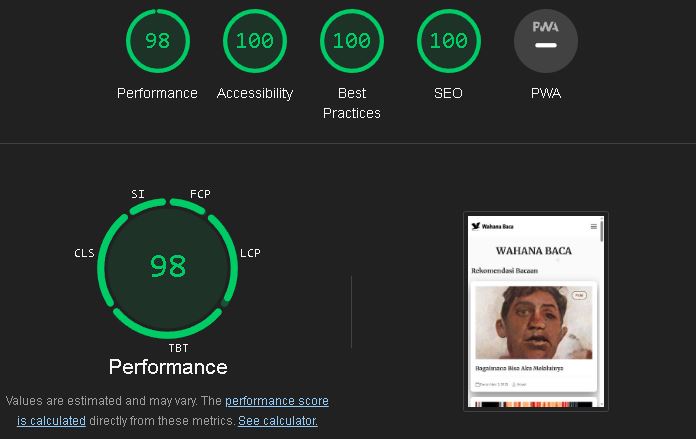 98
100
100
100
PWA
Performance
Accessibility
Best
Practices
SEO
PWA
SI
FCP
CLS
LCP
98
TBT
Performance
Values are estimated and may vary. The performance score
is calculated directly from these metrics. See calculator.
Wahana Baca
WAHANA BACA
Rekomendasi Bacaan
Bagaimana Bisa Aku Melaluinya